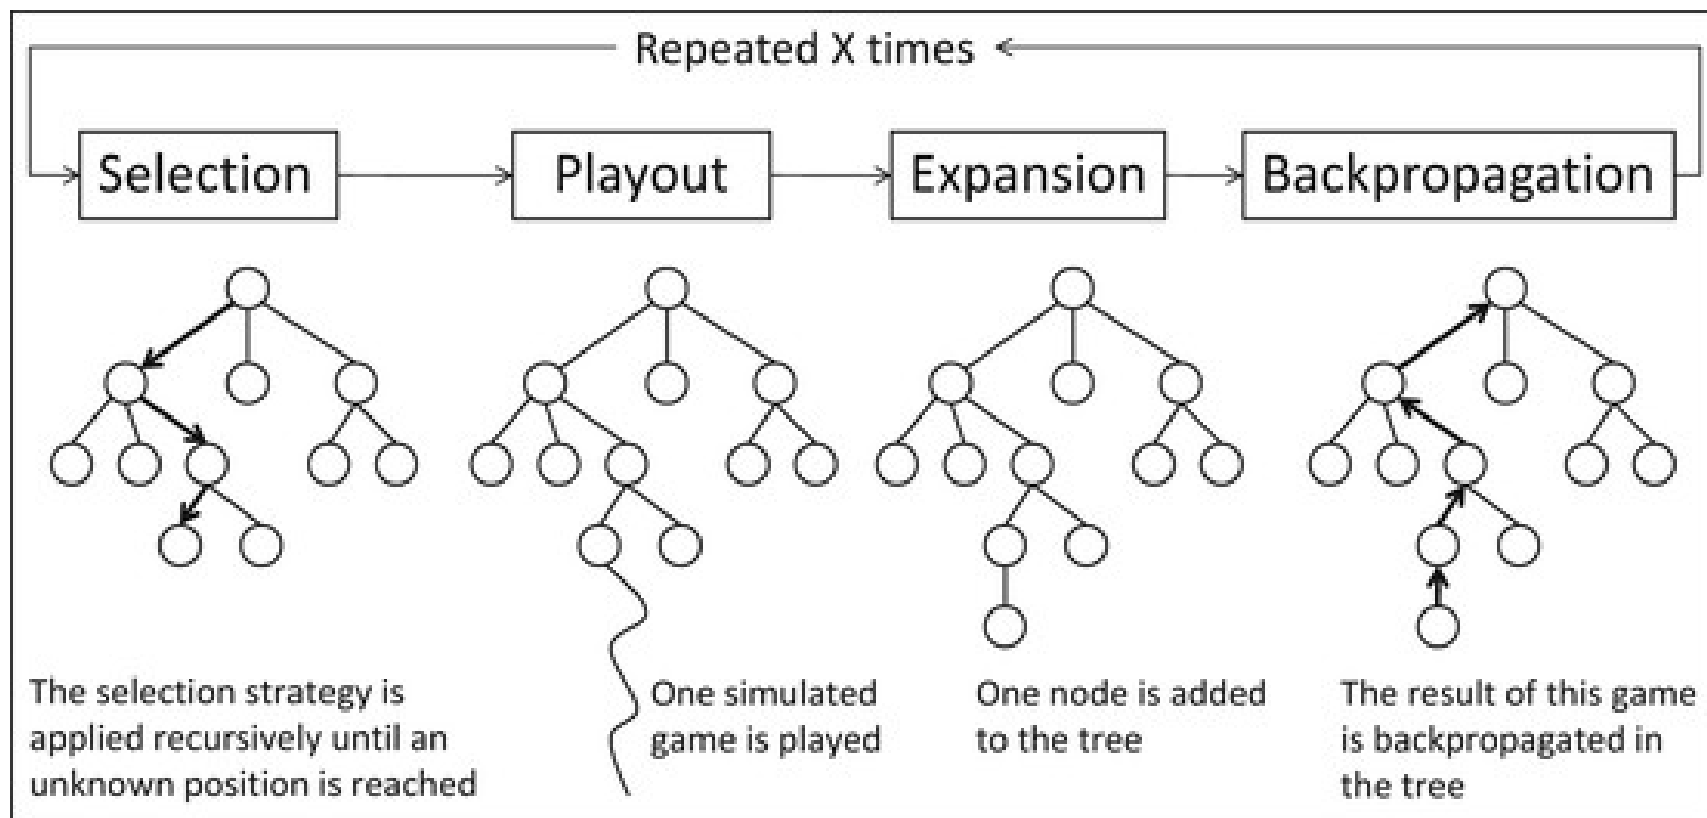 Repeated X times
Selection
Playout
Expansion
Backpropagation
The selection strategy is
applied recursively until an
unknown position is reached
One simulated
game is played
One node is added
to the tree
The result of this game
is backpropagated in
the tree